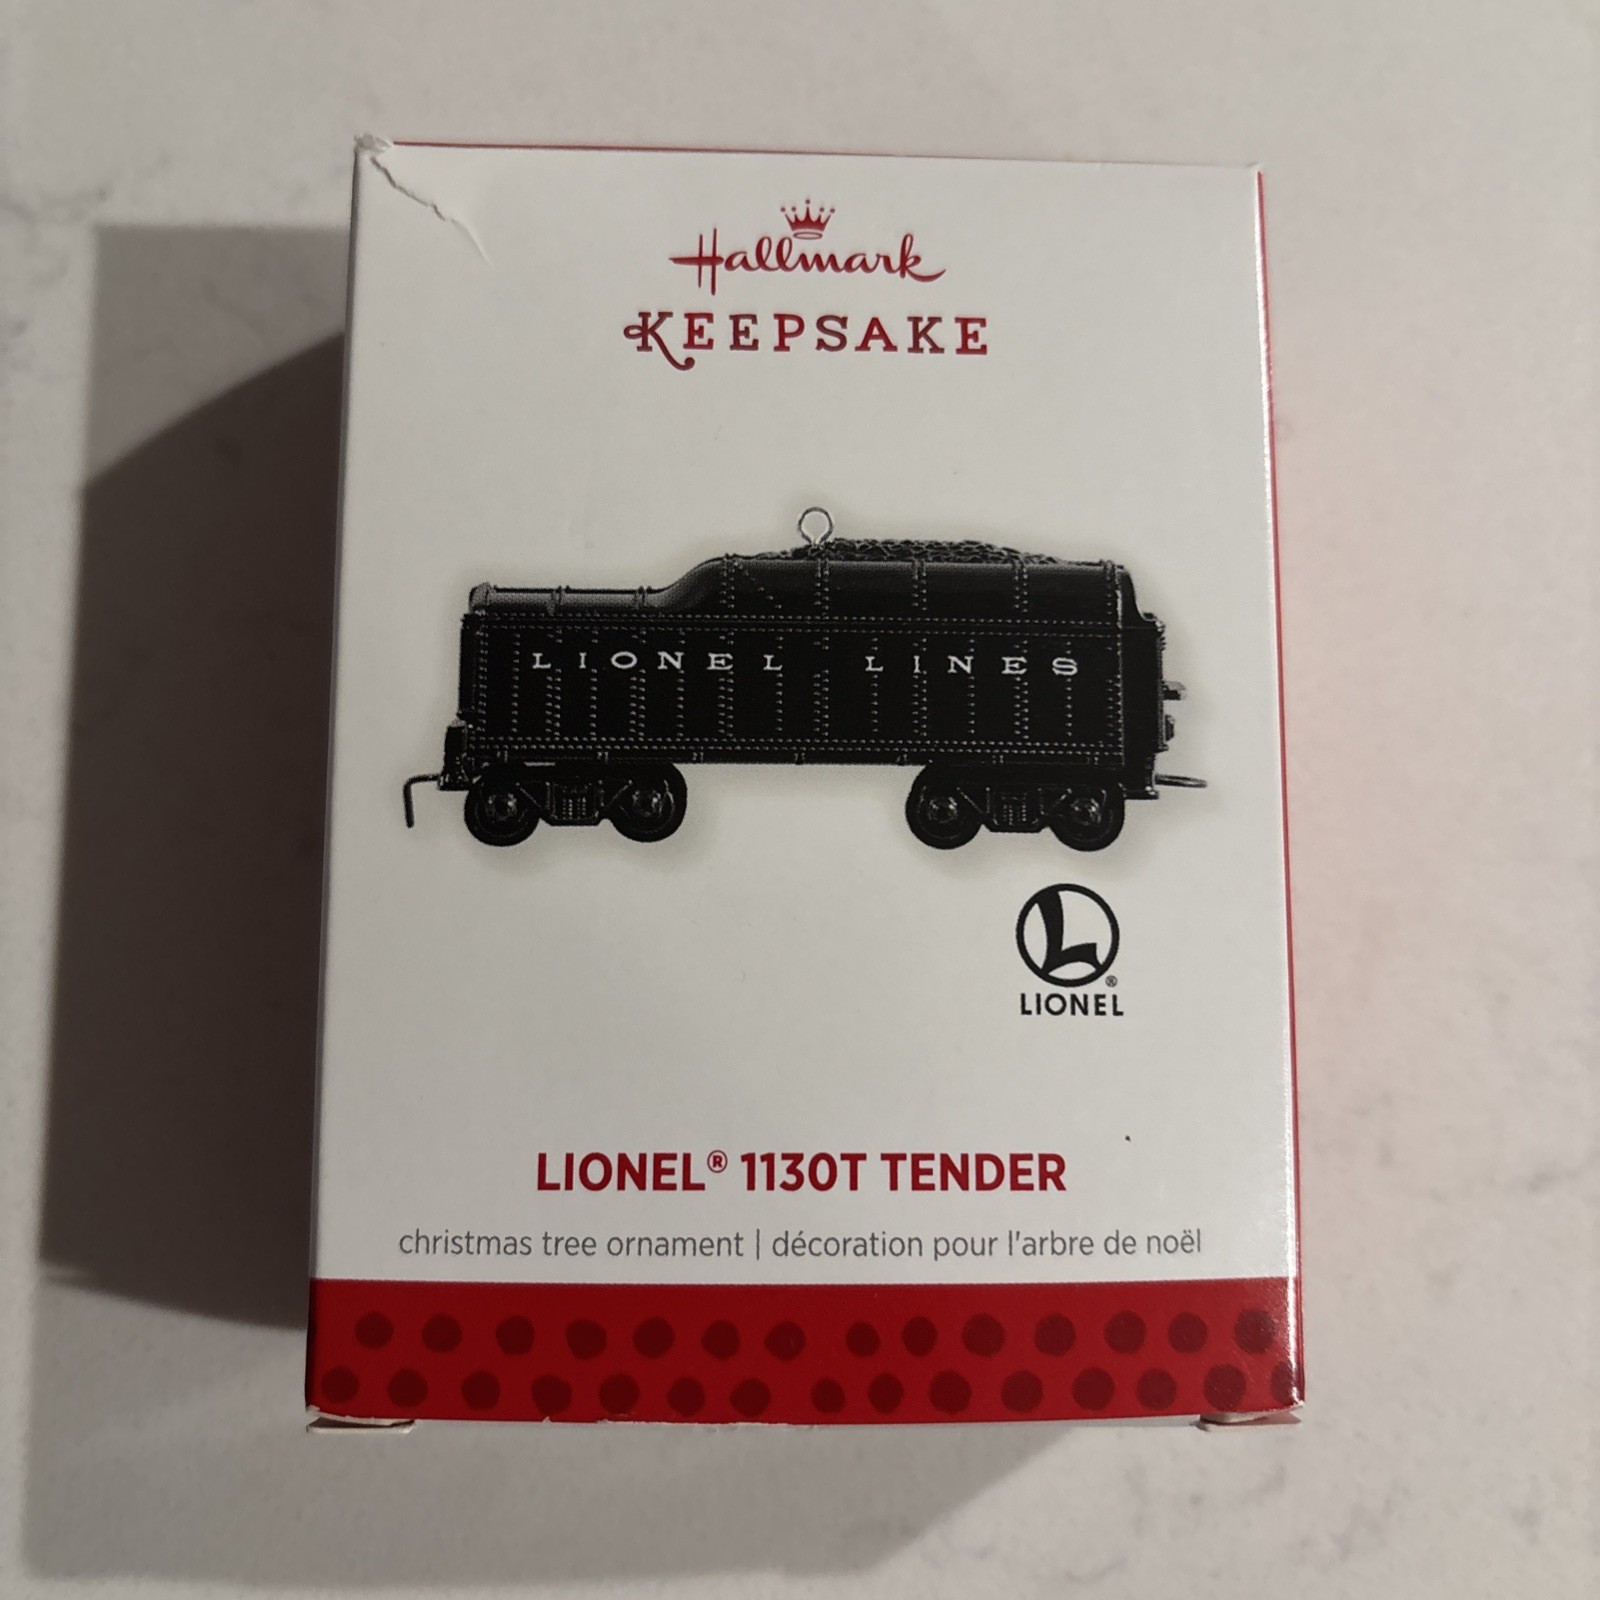 Hallmark
KEEPSAKE
LIONEL LINES
L®
LIONEL
LIONEL® 1130T TENDER
christmas tree ornament | décoration pour l'arbre de noël